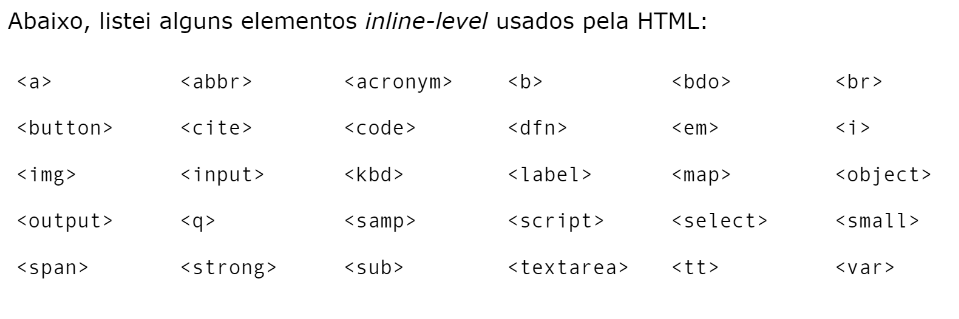 Abaixo, listei alguns elementos inline-level usados pela HTML:
<a> <abbr> <acronym> <b> <bdo> <br>
<button> <cite> <code> <dfn> <em> <i>
<img> <input> <kbd> <label> <map> <object>
<output> <q> <samp> <script> <select> <small>
<span> <strong> <sub> <textarea> <tt> <var>